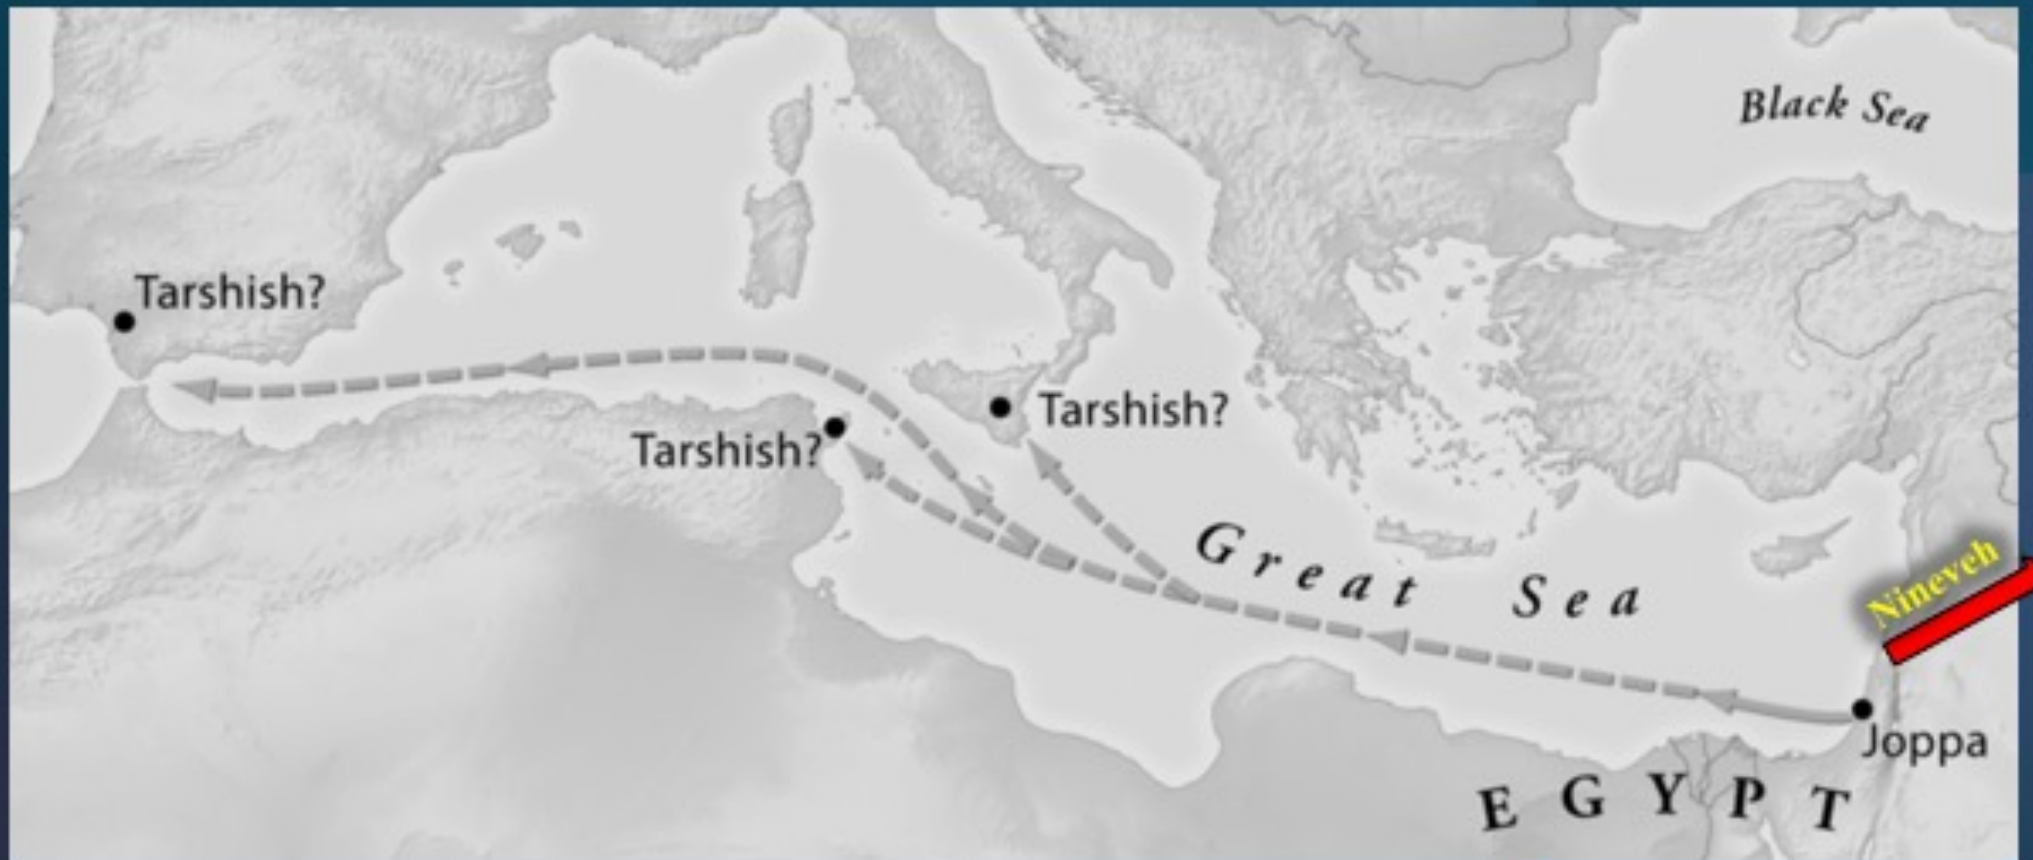 Black Sea
Tarshish?
Tarshish?
Tarshish?
Great Sea
Nineveh
Joppa
EGYPT